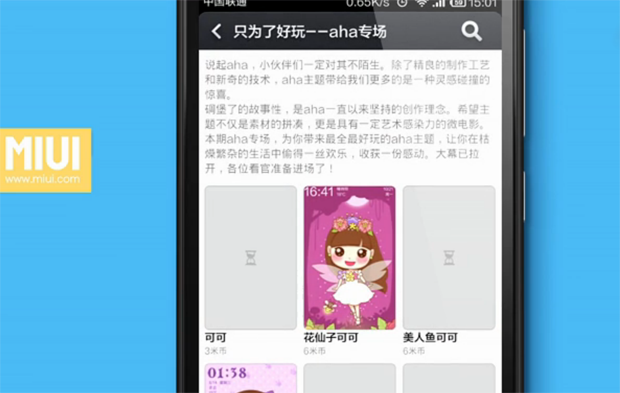 中国联通 0.65K/s 59 15:01
只为了好玩——aha专场
说起aha，小伙伴们一定对其不陌生。除了精良的制作工艺
和新奇的技术，aha主题带给我们更多的是一种灵感碰撞的
惊喜。
碉堡了的故事性，是aha一直以来坚持的创作理念。希望主
题不仅是素材的拼凑，更是具有一定艺术感染力的微电影。
本期aha专场，为你带来最全最好玩的aha主题，让你在枯
燥繁杂的生活中偷得一丝欢乐，收获一份感动。大幕已拉
开，各位看官准备进场了！
MIUI
www.miui.com
16:41
可可
花仙子可可
美人鱼可可
3米币
6米币
6米币
01:38